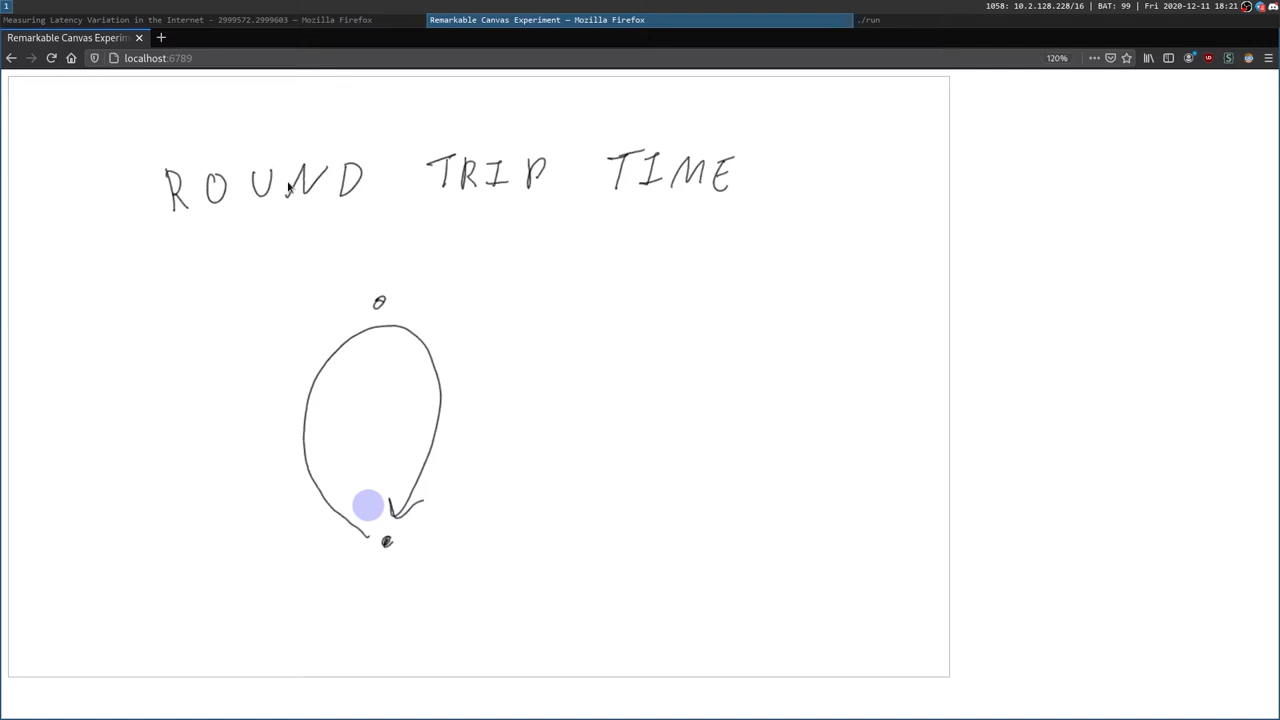 1
1058: 10.2.128.228/16 | BAT: 99 | Fri 2020-12-11 18:21
Measuring Latency Variation in the Internet - 2999572.2999603 — Mozilla Firefox
Remarkable Canvas Experiment — Mozilla Firefox
./run
Remarkable Canvas Experim
localhost:6789
120%
ROUND TRIP TIME